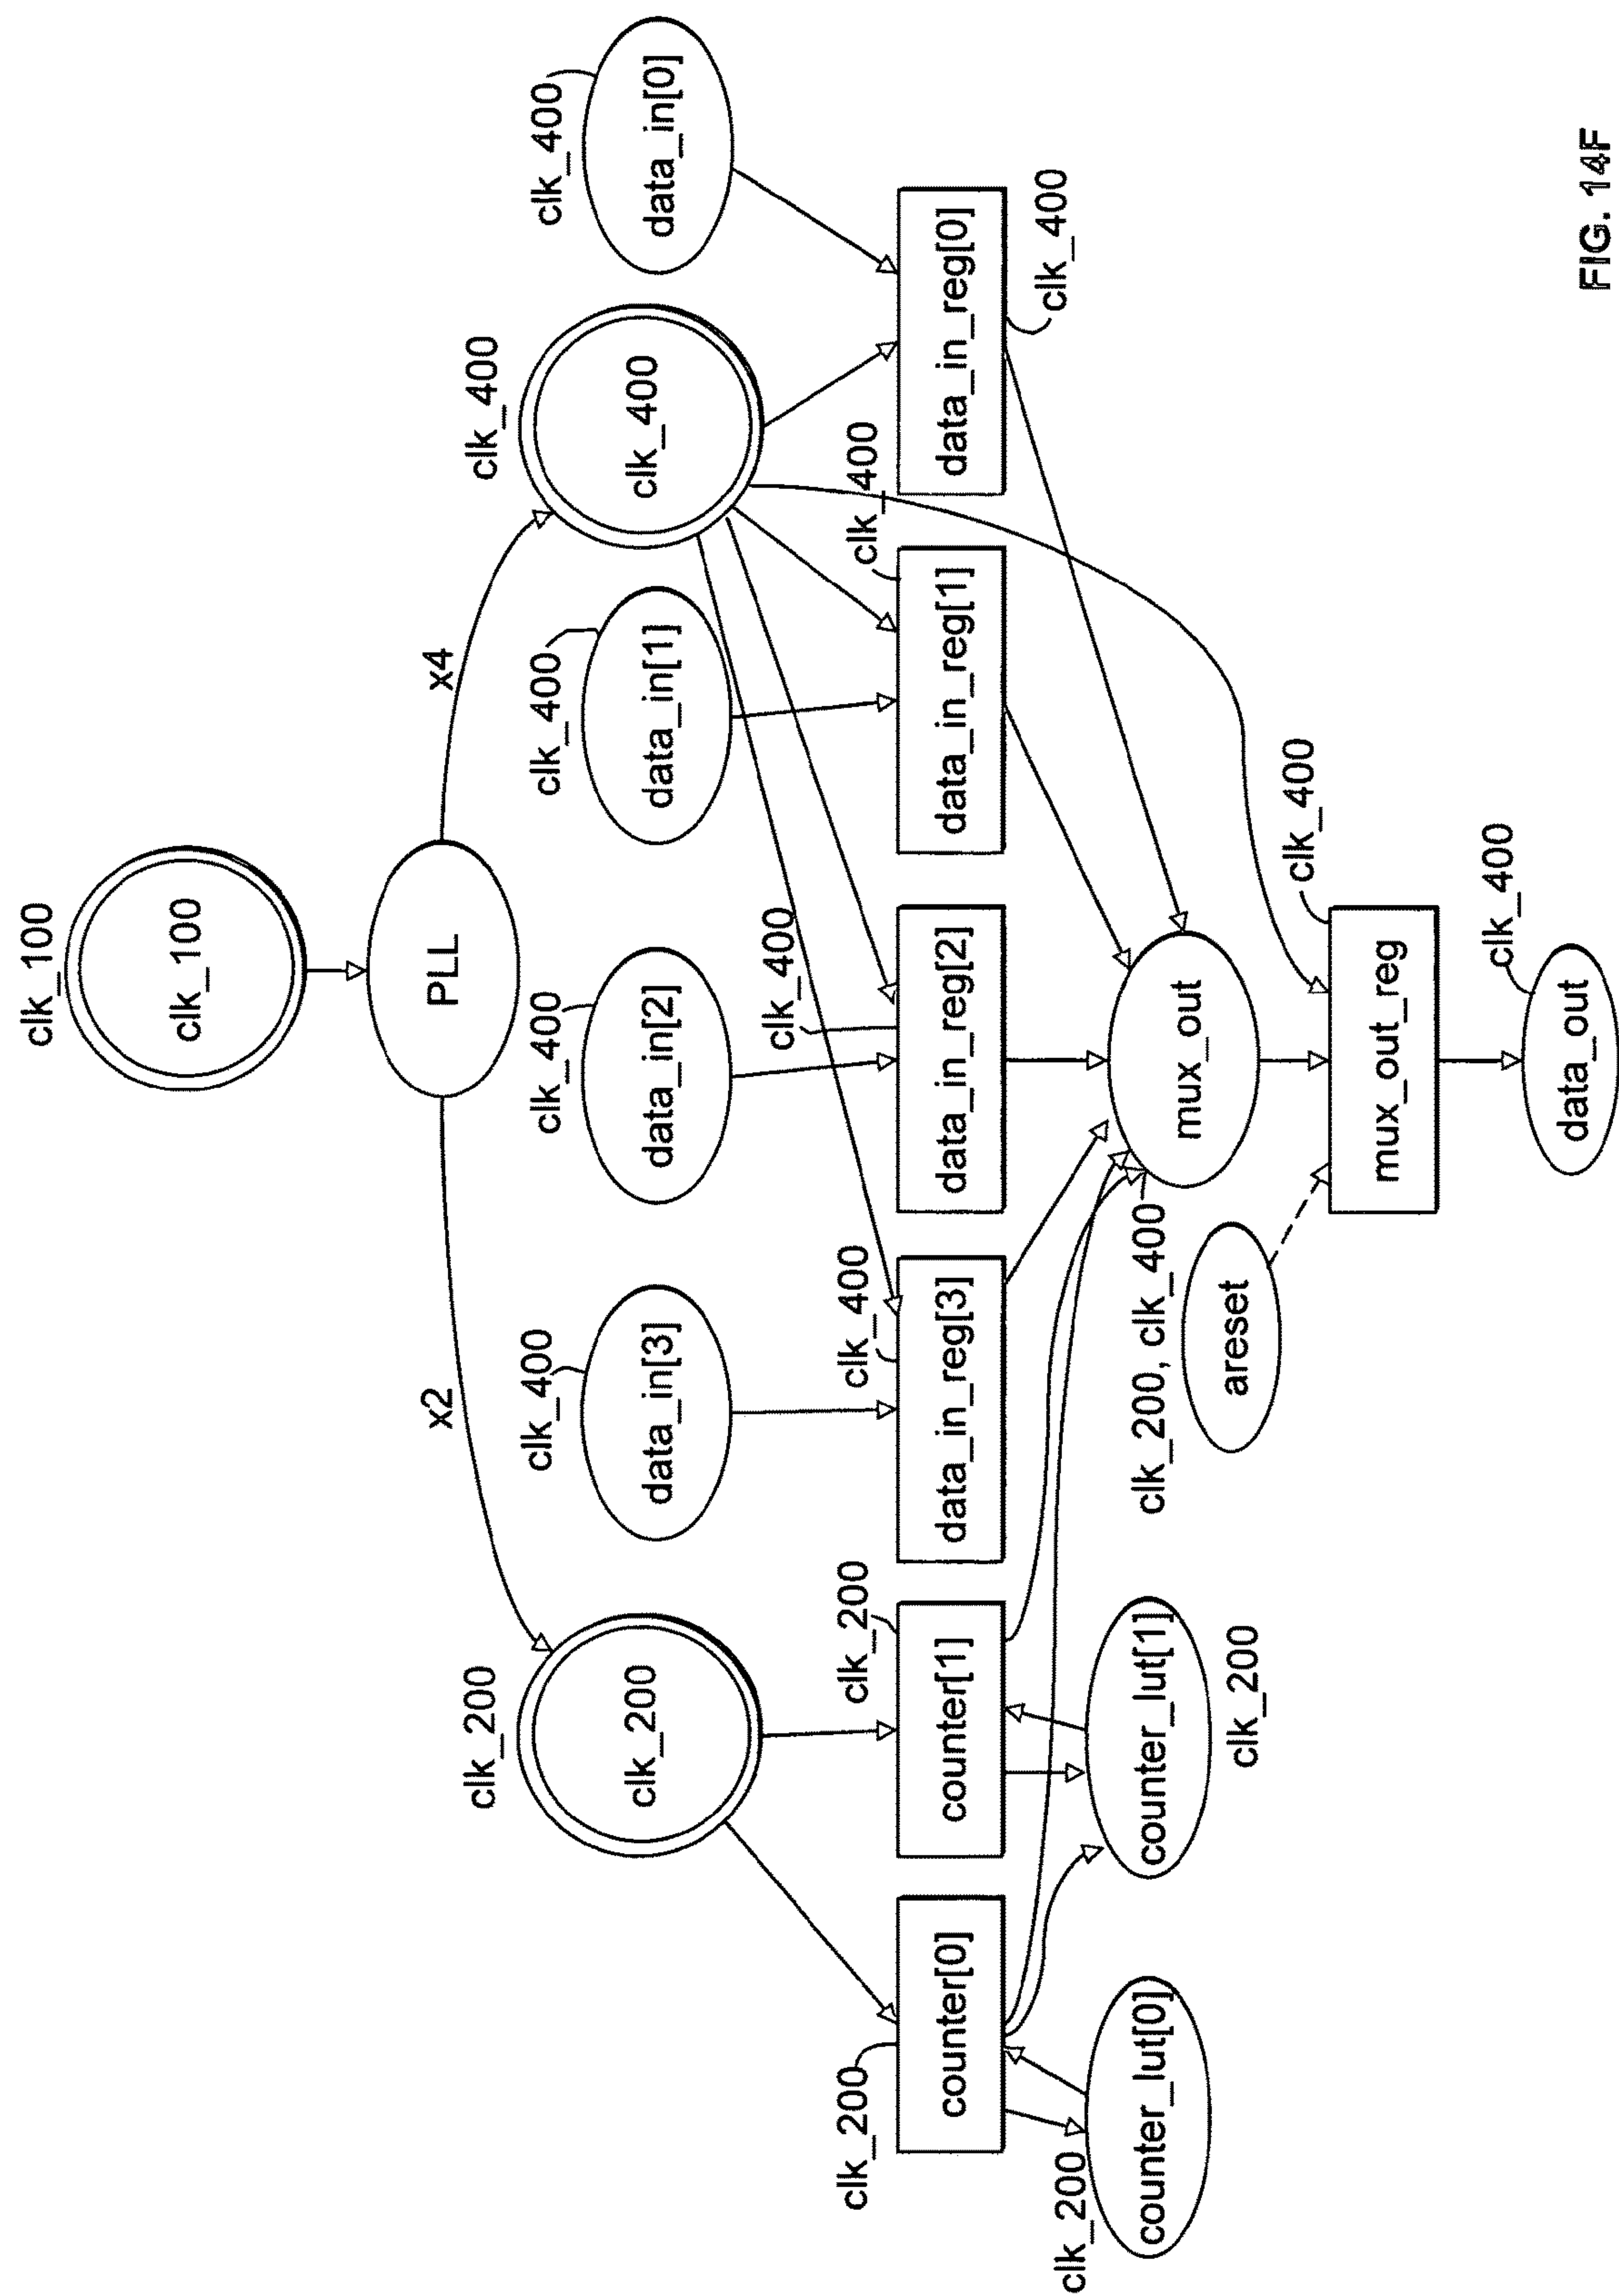 clk_100
clk_100
PLL
x2
x4
clk_200
clk_200
clk_400
data_in[3]
clk_400
data_in[2]
clk_400
data_in[1]
clk_400
clk_400
clk_400
data_in[0]
clk_200
counter[0]
clk_200
counter[1]
clk_400
data_in_reg[3]
clk_400
data_in_reg[2]
clk_400
data_in_reg[1]
data_in_reg[0]
clk_400
clk_200
counter_lut[0]
counter_lut[1]
clk_200
mux_out
clk_200, clk_400
areset
clk_400
mux_out_reg
clk_400
data_out
FIG. 14F